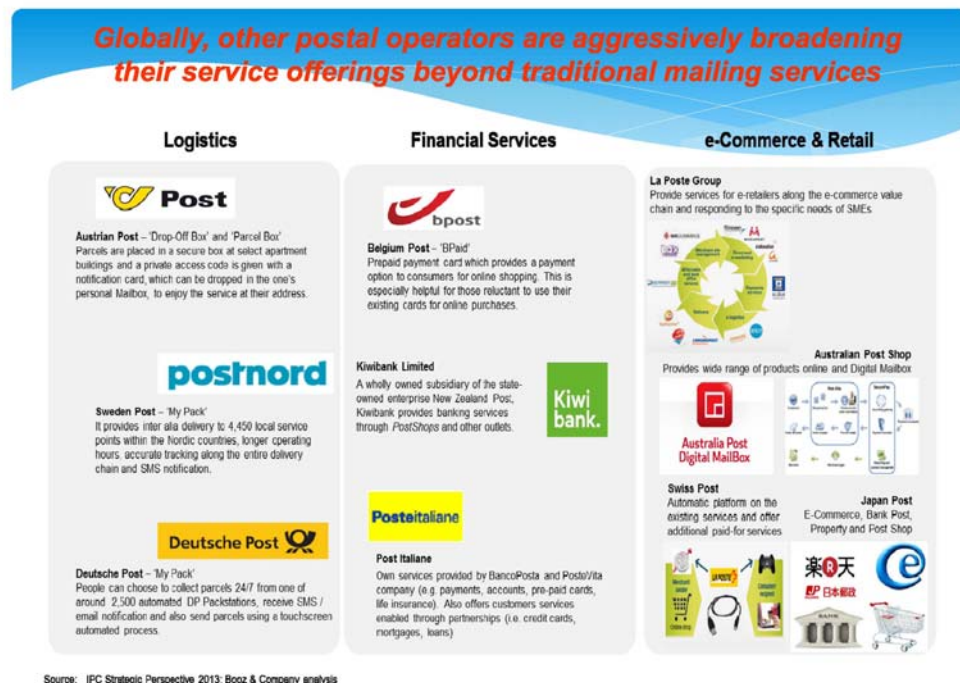 Globally, other postal operators are aggressively broadening
their service offerings beyond traditional mailing services
Logistics
Post
Austrian Post – 'Drop-Off Box' and 'Parcel Box'
Parcels are placed in a secure box at select apartment
buildings and a private access code is given with a
notification card, which can be dropped in the one's
personal Mailbox, to enjoy the service at their address.
postnord
Sweden Post – 'My Pack'
It provides inter alia delivery to 4,450 local service
points within the Nordic countries, longer operating
hours, accurate tracking along the entire delivery
chain and SMS notification.
Deutsche Post
Deutsche Post – 'My Pack'
People can choose to collect parcels 24/7 from one of
around 2,500 automated DP Packstations, receive SMS /
email notification and also send parcels using a touchscreen
automated process.
Financial Services
bpost
Belgium Post – 'BPaid'
Prepaid payment card which provides a payment
option to consumers for online shopping. This is
especially helpful for those reluctant to use their
existing cards for online purchases.
Kiwibank Limited
A wholly owned subsidiary of the state-
owned enterprise New Zealand Post,
Kiwibank provides banking services
through PostShops and other outlets.
Kiwi
bank.
Posteitaliane
Post Italiane
Own services provided by BancoPosta and PosteVita
company (e.g. payments, accounts, pre-paid cards,
life insurance). Also offers customers services
enabled through partnerships (i.e. credit cards,
mortgages, loans)
e-Commerce & Retail
La Poste Group
Provide services for e-retailers along the e-commerce value
chain and responding to the specific needs of SMEs
Australian Post Shop
Provides wide range of products online and Digital Mailbox
Australia Post
Digital MailBox
Swiss Post
Automatic platform on the
existing services and offer
additional paid-for services
LA POSTE
Japan Post
E-Commerce, Bank Post,
Property and Post Shop
楽R天
JP 日本郵政
BANK
Source: IPC Strategic Perspective 2013; Booz & Company analysis